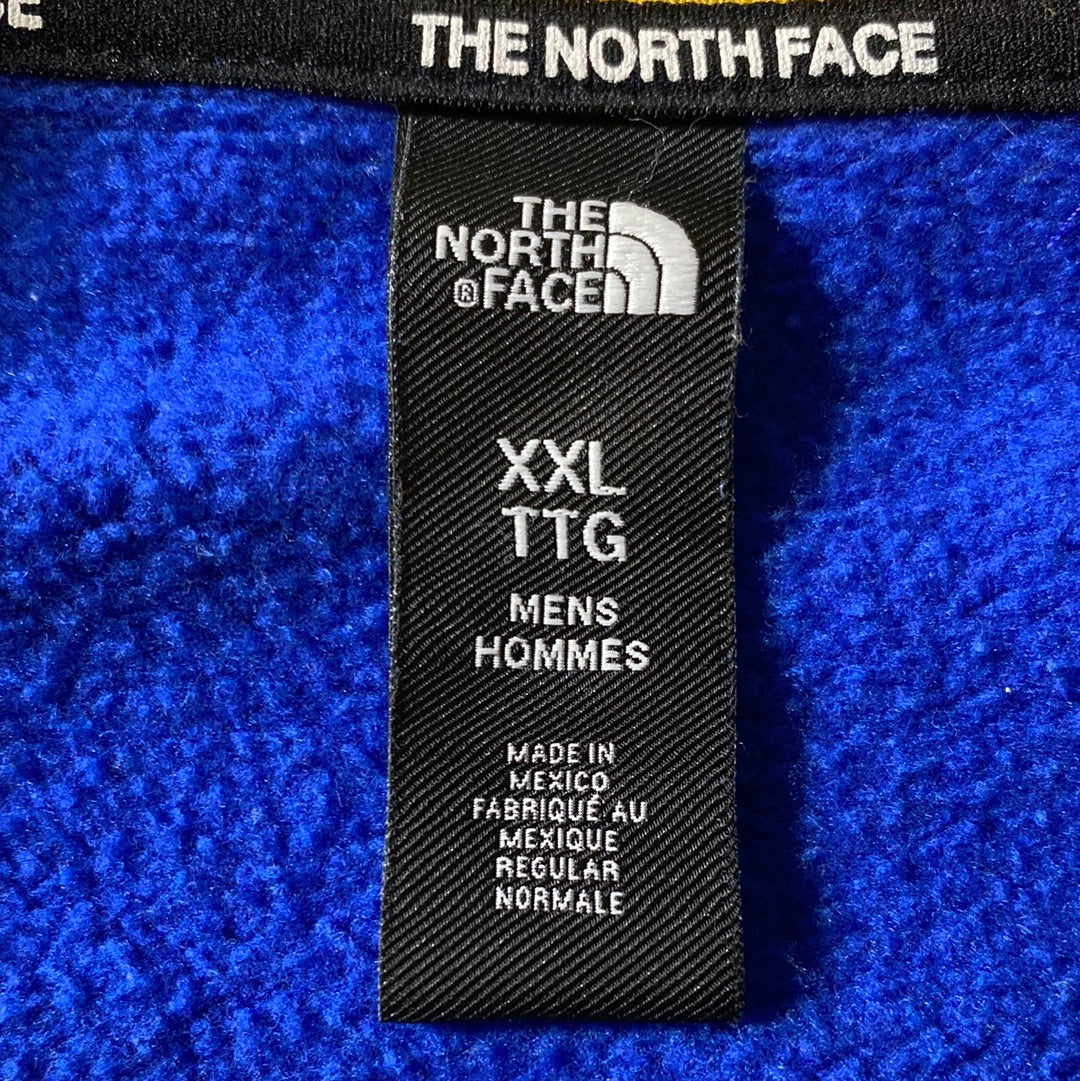 THE NORTH FACE
THE
NORTH
®FACE
XXL
TTG
MENS
HOMMES
MADE IN
MEXICO
FABRIQUÉ AU
MEXIQUE
REGULAR
NORMALE